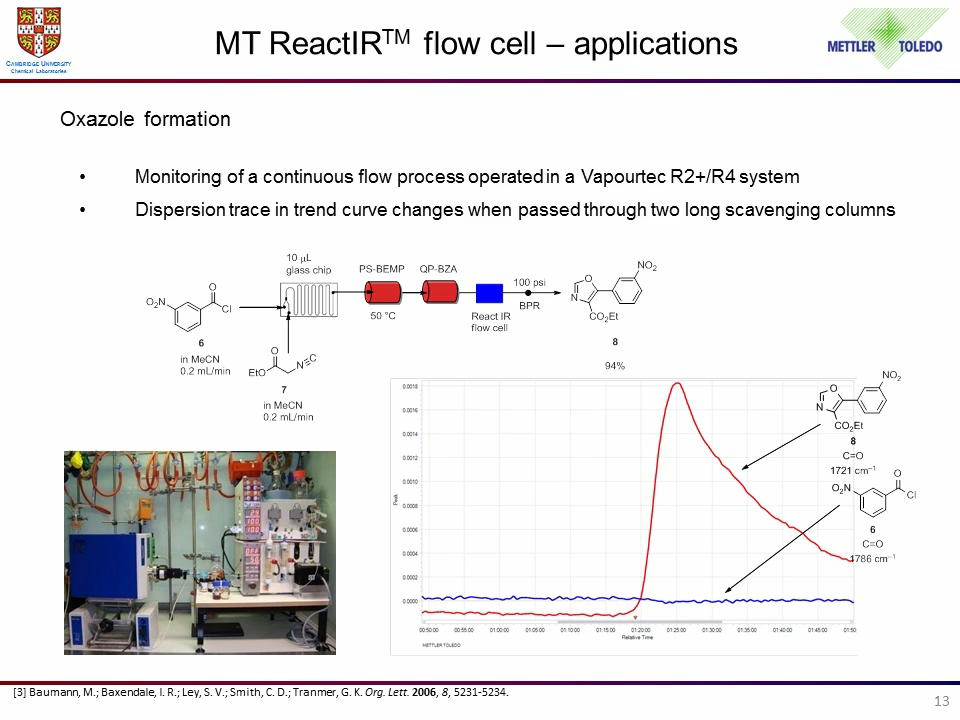 CAMBRIDGE UNIVERSITY
Chemical Laboratories
MT ReactIR™ flow cell – applications
METTLER TOLEDO
Oxazole formation
• Monitoring of a continuous flow process operated in a Vapourtec R2+/R4 system
• Dispersion trace in trend curve changes when passed through two long scavenging columns
10 µL
glass chip
PS-BEMP
QP-BZA
50 °C
React IR
flow cell
100 psi
BPR
O₂N
O
Cl
6
in MeCN
0.2 mL/min
O
EtO
N
C
7
in MeCN
0.2 mL/min
NO₂
O
N
CO₂Et
8
94%
0.0018
0.0016
0.0014
0.0012
0.0010
0.0008
0.0006
0.0004
0.0002
0.0000
Peak
00:50:00 00:55:00 01:00:00 01:05:00 01:10:00 01:15:00 01:20:00 01:25:00 01:30:00 01:35:00 01:40:00 01:45:00 01:50
Relative Time
METTLER TOLEDO
NO₂
O
N
CO₂Et
8
C=O
1721 cm⁻¹
O₂N
O
Cl
6
C=O
1786 cm⁻¹
[3] Baumann, M.; Baxendale, I. R.; Ley, S. V.; Smith, C. D.; Tranmer, G. K. Org. Lett. 2006, 8, 5231-5234.
13